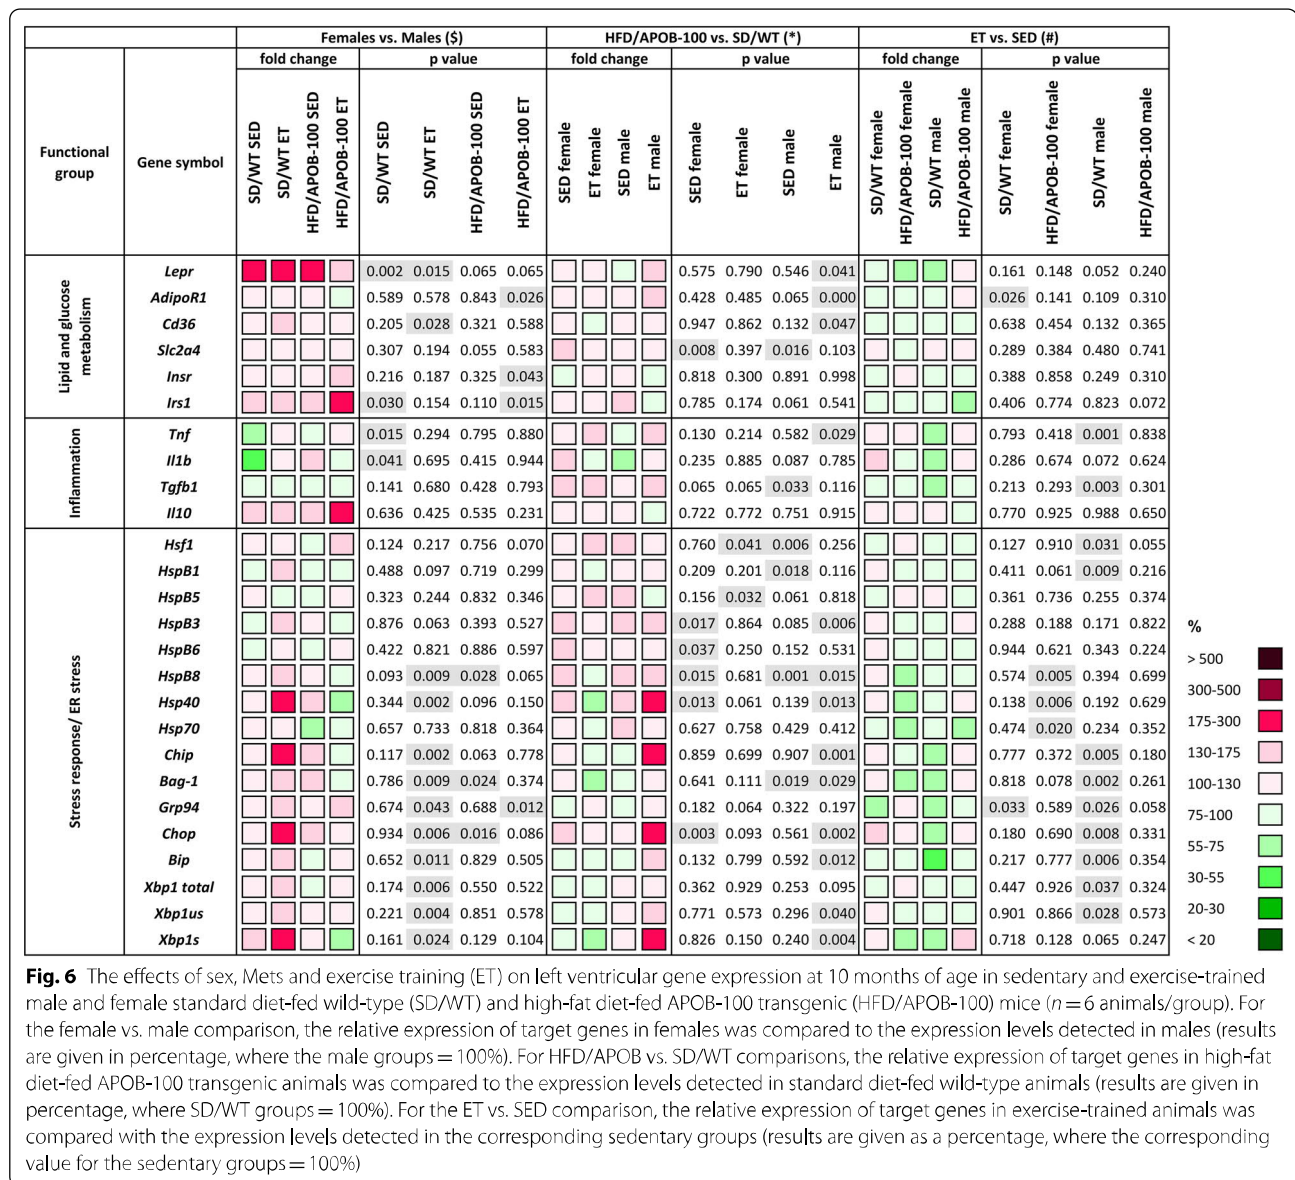 Females vs. Males ($) HFD/APOB-100 vs. SD/WT (*) ET vs. SED (#)
fold change p value fold change p value fold change p value
Functional group Gene symbol SD/WT SED SD/WT ET HFD/APOB-100 SED HFD/APOB-100 ET SD/WT SED SD/WT ET HFD/APOB-100 SED HFD/APOB-100 ET SED female ET female SED male ET male SED female ET female SED male ET male SD/WT female HFD/APOB-100 female SD/WT male HFD/APOB-100 male SD/WT female HFD/APOB-100 female SD/WT male HFD/APOB-100 male
Lipid and glucose metabolism
Lepr 0.002 0.015 0.065 0.065 0.575 0.790 0.546 0.041 0.161 0.148 0.052 0.240
AdipoR1 0.589 0.578 0.843 0.026 0.428 0.485 0.065 0.000 0.026 0.141 0.109 0.310
Cd36 0.205 0.028 0.321 0.588 0.947 0.862 0.132 0.047 0.638 0.454 0.132 0.365
Slc2a4 0.307 0.194 0.055 0.583 0.008 0.397 0.016 0.103 0.289 0.384 0.480 0.741
Insr 0.216 0.187 0.325 0.043 0.818 0.300 0.891 0.998 0.388 0.858 0.249 0.310
Irs1 0.030 0.154 0.110 0.015 0.785 0.174 0.061 0.541 0.406 0.774 0.823 0.072
Inflammation
Tnf 0.015 0.294 0.795 0.880 0.130 0.214 0.582 0.029 0.793 0.418 0.001 0.838
Il1b 0.041 0.695 0.415 0.944 0.235 0.885 0.087 0.785 0.286 0.674 0.072 0.624
Tgfb1 0.141 0.680 0.428 0.793 0.065 0.065 0.033 0.116 0.213 0.293 0.003 0.301
Il10 0.636 0.425 0.535 0.231 0.722 0.772 0.751 0.915 0.770 0.925 0.988 0.650
Stress response/ ER stress
Hsf1 0.124 0.217 0.756 0.070 0.760 0.041 0.006 0.256 0.127 0.910 0.031 0.055
HspB1 0.488 0.097 0.719 0.299 0.209 0.201 0.018 0.116 0.411 0.061 0.009 0.216
HspB5 0.323 0.244 0.832 0.346 0.156 0.032 0.061 0.818 0.361 0.736 0.255 0.374
HspB3 0.876 0.063 0.393 0.527 0.017 0.864 0.085 0.006 0.288 0.188 0.171 0.822
HspB6 0.422 0.821 0.886 0.597 0.037 0.250 0.152 0.531 0.944 0.621 0.343 0.224
HspB8 0.093 0.009 0.028 0.065 0.015 0.681 0.001 0.015 0.574 0.005 0.394 0.699
Hsp40 0.344 0.002 0.096 0.150 0.013 0.061 0.139 0.013 0.138 0.006 0.192 0.629
Hsp70 0.657 0.733 0.818 0.364 0.627 0.758 0.429 0.412 0.474 0.020 0.234 0.352
Chip 0.117 0.002 0.063 0.778 0.859 0.699 0.907 0.001 0.777 0.372 0.005 0.180
Bag-1 0.786 0.009 0.024 0.374 0.641 0.111 0.019 0.029 0.818 0.078 0.002 0.261
Grp94 0.674 0.043 0.688 0.012 0.182 0.064 0.322 0.197 0.033 0.589 0.026 0.058
Chop 0.934 0.006 0.016 0.086 0.003 0.093 0.561 0.002 0.180 0.690 0.008 0.331
Bip 0.652 0.011 0.829 0.505 0.132 0.799 0.592 0.012 0.217 0.777 0.006 0.354
Xbp1 total 0.174 0.006 0.550 0.522 0.362 0.929 0.253 0.095 0.447 0.926 0.037 0.324
Xbp1us 0.221 0.004 0.851 0.578 0.771 0.573 0.296 0.040 0.901 0.866 0.028 0.573
Xbp1s 0.161 0.024 0.129 0.104 0.826 0.150 0.240 0.004 0.718 0.128 0.065 0.247
%
> 500
300-500
175-300
130-175
100-130
75-100
55-75
30-55
20-30
< 20
Fig. 6 The effects of sex, Mets and exercise training (ET) on left ventricular gene expression at 10 months of age in sedentary and exercise-trained
male and female standard diet-fed wild-type (SD/WT) and high-fat diet-fed APOB-100 transgenic (HFD/APOB-100) mice (n = 6 animals/group). For
the female vs. male comparison, the relative expression of target genes in females was compared to the expression levels detected in males (results
are given in percentage, where the male groups = 100%). For HFD/APOB vs. SD/WT comparisons, the relative expression of target genes in high-fat
diet-fed APOB-100 transgenic animals was compared to the expression levels detected in standard diet-fed wild-type animals (results are given in
percentage, where SD/WT groups = 100%). For the ET vs. SED comparison, the relative expression of target genes in exercise-trained animals was
compared with the expression levels detected in the corresponding sedentary groups (results are given as a percentage, where the corresponding
value for the sedentary groups = 100%)